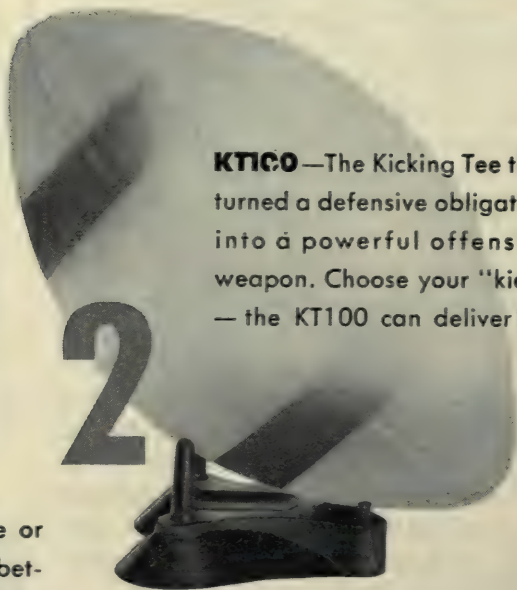 KT100—The Kicking Tee t
turned a defensive obligat
into a powerful offens
weapon. Choose your "kic
— the KT100 can deliver
2
e or
bet-